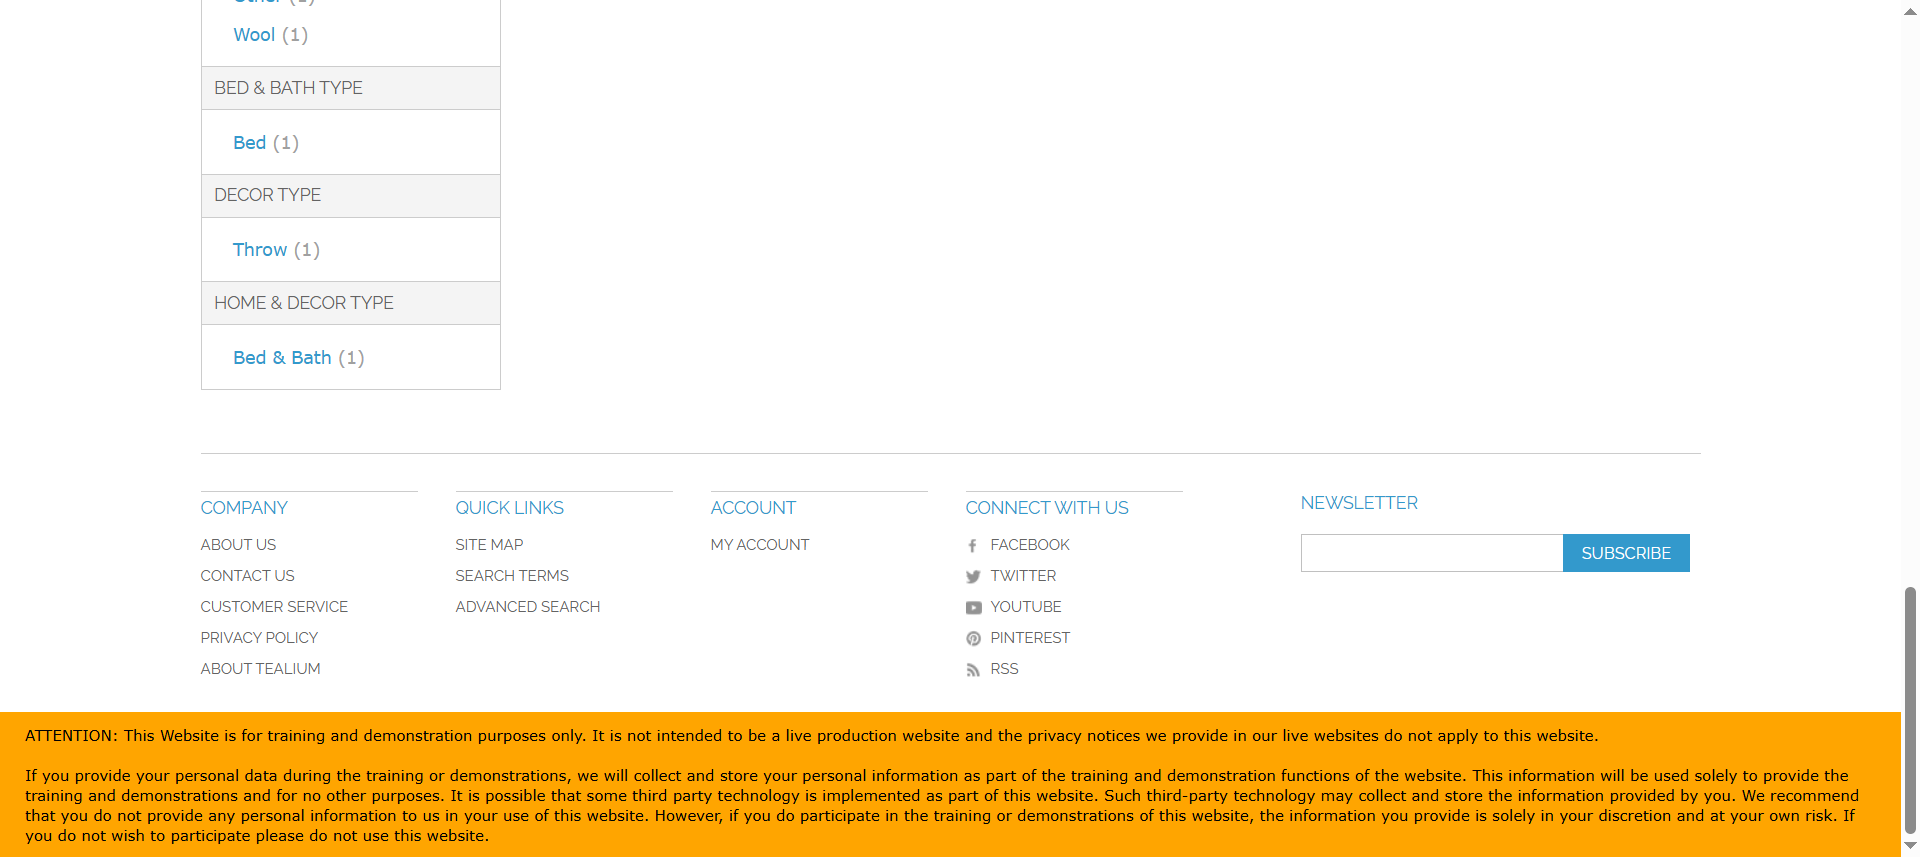 Other (1)
Wool (1)
BED & BATH TYPE
Bed (1)
DECOR TYPE
Throw (1)
HOME & DECOR TYPE
Bed & Bath (1)
COMPANY
ABOUT US
CONTACT US
CUSTOMER SERVICE
PRIVACY POLICY
ABOUT TEALIUM
QUICK LINKS
SITE MAP
SEARCH TERMS
ADVANCED SEARCH
ACCOUNT
MY ACCOUNT
CONNECT WITH US
FACEBOOK
TWITTER
YOUTUBE
PINTEREST
RSS
NEWSLETTER
SUBSCRIBE
ATTENTION: This Website is for training and demonstration purposes only. It is not intended to be a live production website and the privacy notices we provide in our live websites do not apply to this website.
If you provide your personal data during the training or demonstrations, we will collect and store your personal information as part of the training and demonstration functions of the website. This information will be used solely to provide the
training and demonstrations and for no other purposes. It is possible that some third party technology is implemented as part of this website. Such third-party technology may collect and store the information provided by you. We recommend
that you do not provide any personal information to us in your use of this website. However, if you do participate in the training or demonstrations of this website, the information you provide is solely in your discretion and at your own risk. If
you do not wish to participate please do not use this website.